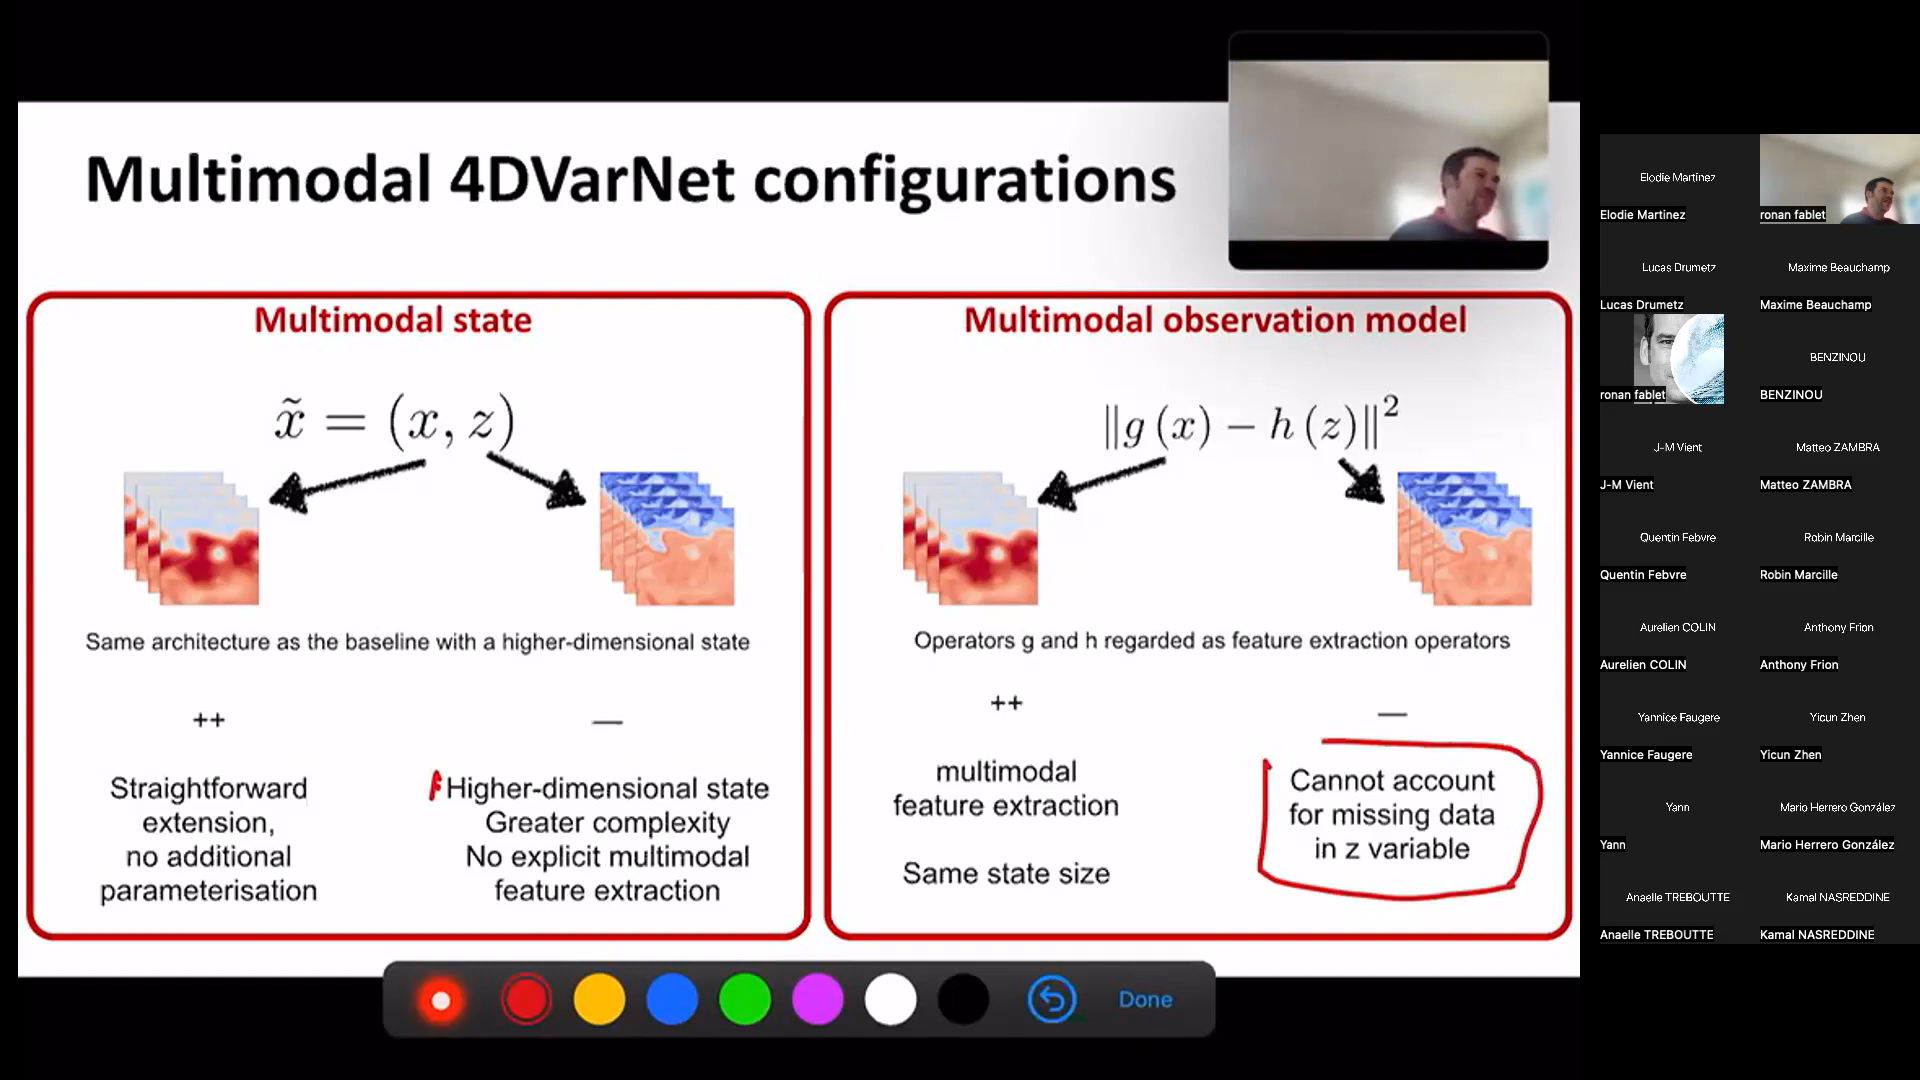 Multimodal 4DVarNet configurations
Multimodal state
x̃ = (x, z)
Same architecture as the baseline with a higher-dimensional state
++
—
Straightforward
extension,
no additional
parameterisation
Higher-dimensional state
Greater complexity
No explicit multimodal
feature extraction
Multimodal observation model
‖g (x) − h (z)‖²
Operators g and h regarded as feature extraction operators
++
—
multimodal
feature extraction
Same state size
Cannot account
for missing data
in z variable
Done
Elodie Martinez
Elodie Martinez
ronan fablet
Lucas Drumetz
Lucas Drumetz
Maxime Beauchamp
Maxime Beauchamp
ronan fablet
BENZINOU
BENZINOU
J-M Vient
J-M Vient
Matteo ZAMBRA
Matteo ZAMBRA
Quentin Febvre
Quentin Febvre
Robin Marcille
Robin Marcille
Aurelien COLIN
Aurelien COLIN
Anthony Frion
Anthony Frion
Yannice Faugere
Yannice Faugere
Yicun Zhen
Yicun Zhen
Yann
Yann
Mario Herrero González
Mario Herrero González
Anaelle TREBOUTTE
Anaelle TREBOUTTE
Kamal NASREDDINE
Kamal NASREDDINE